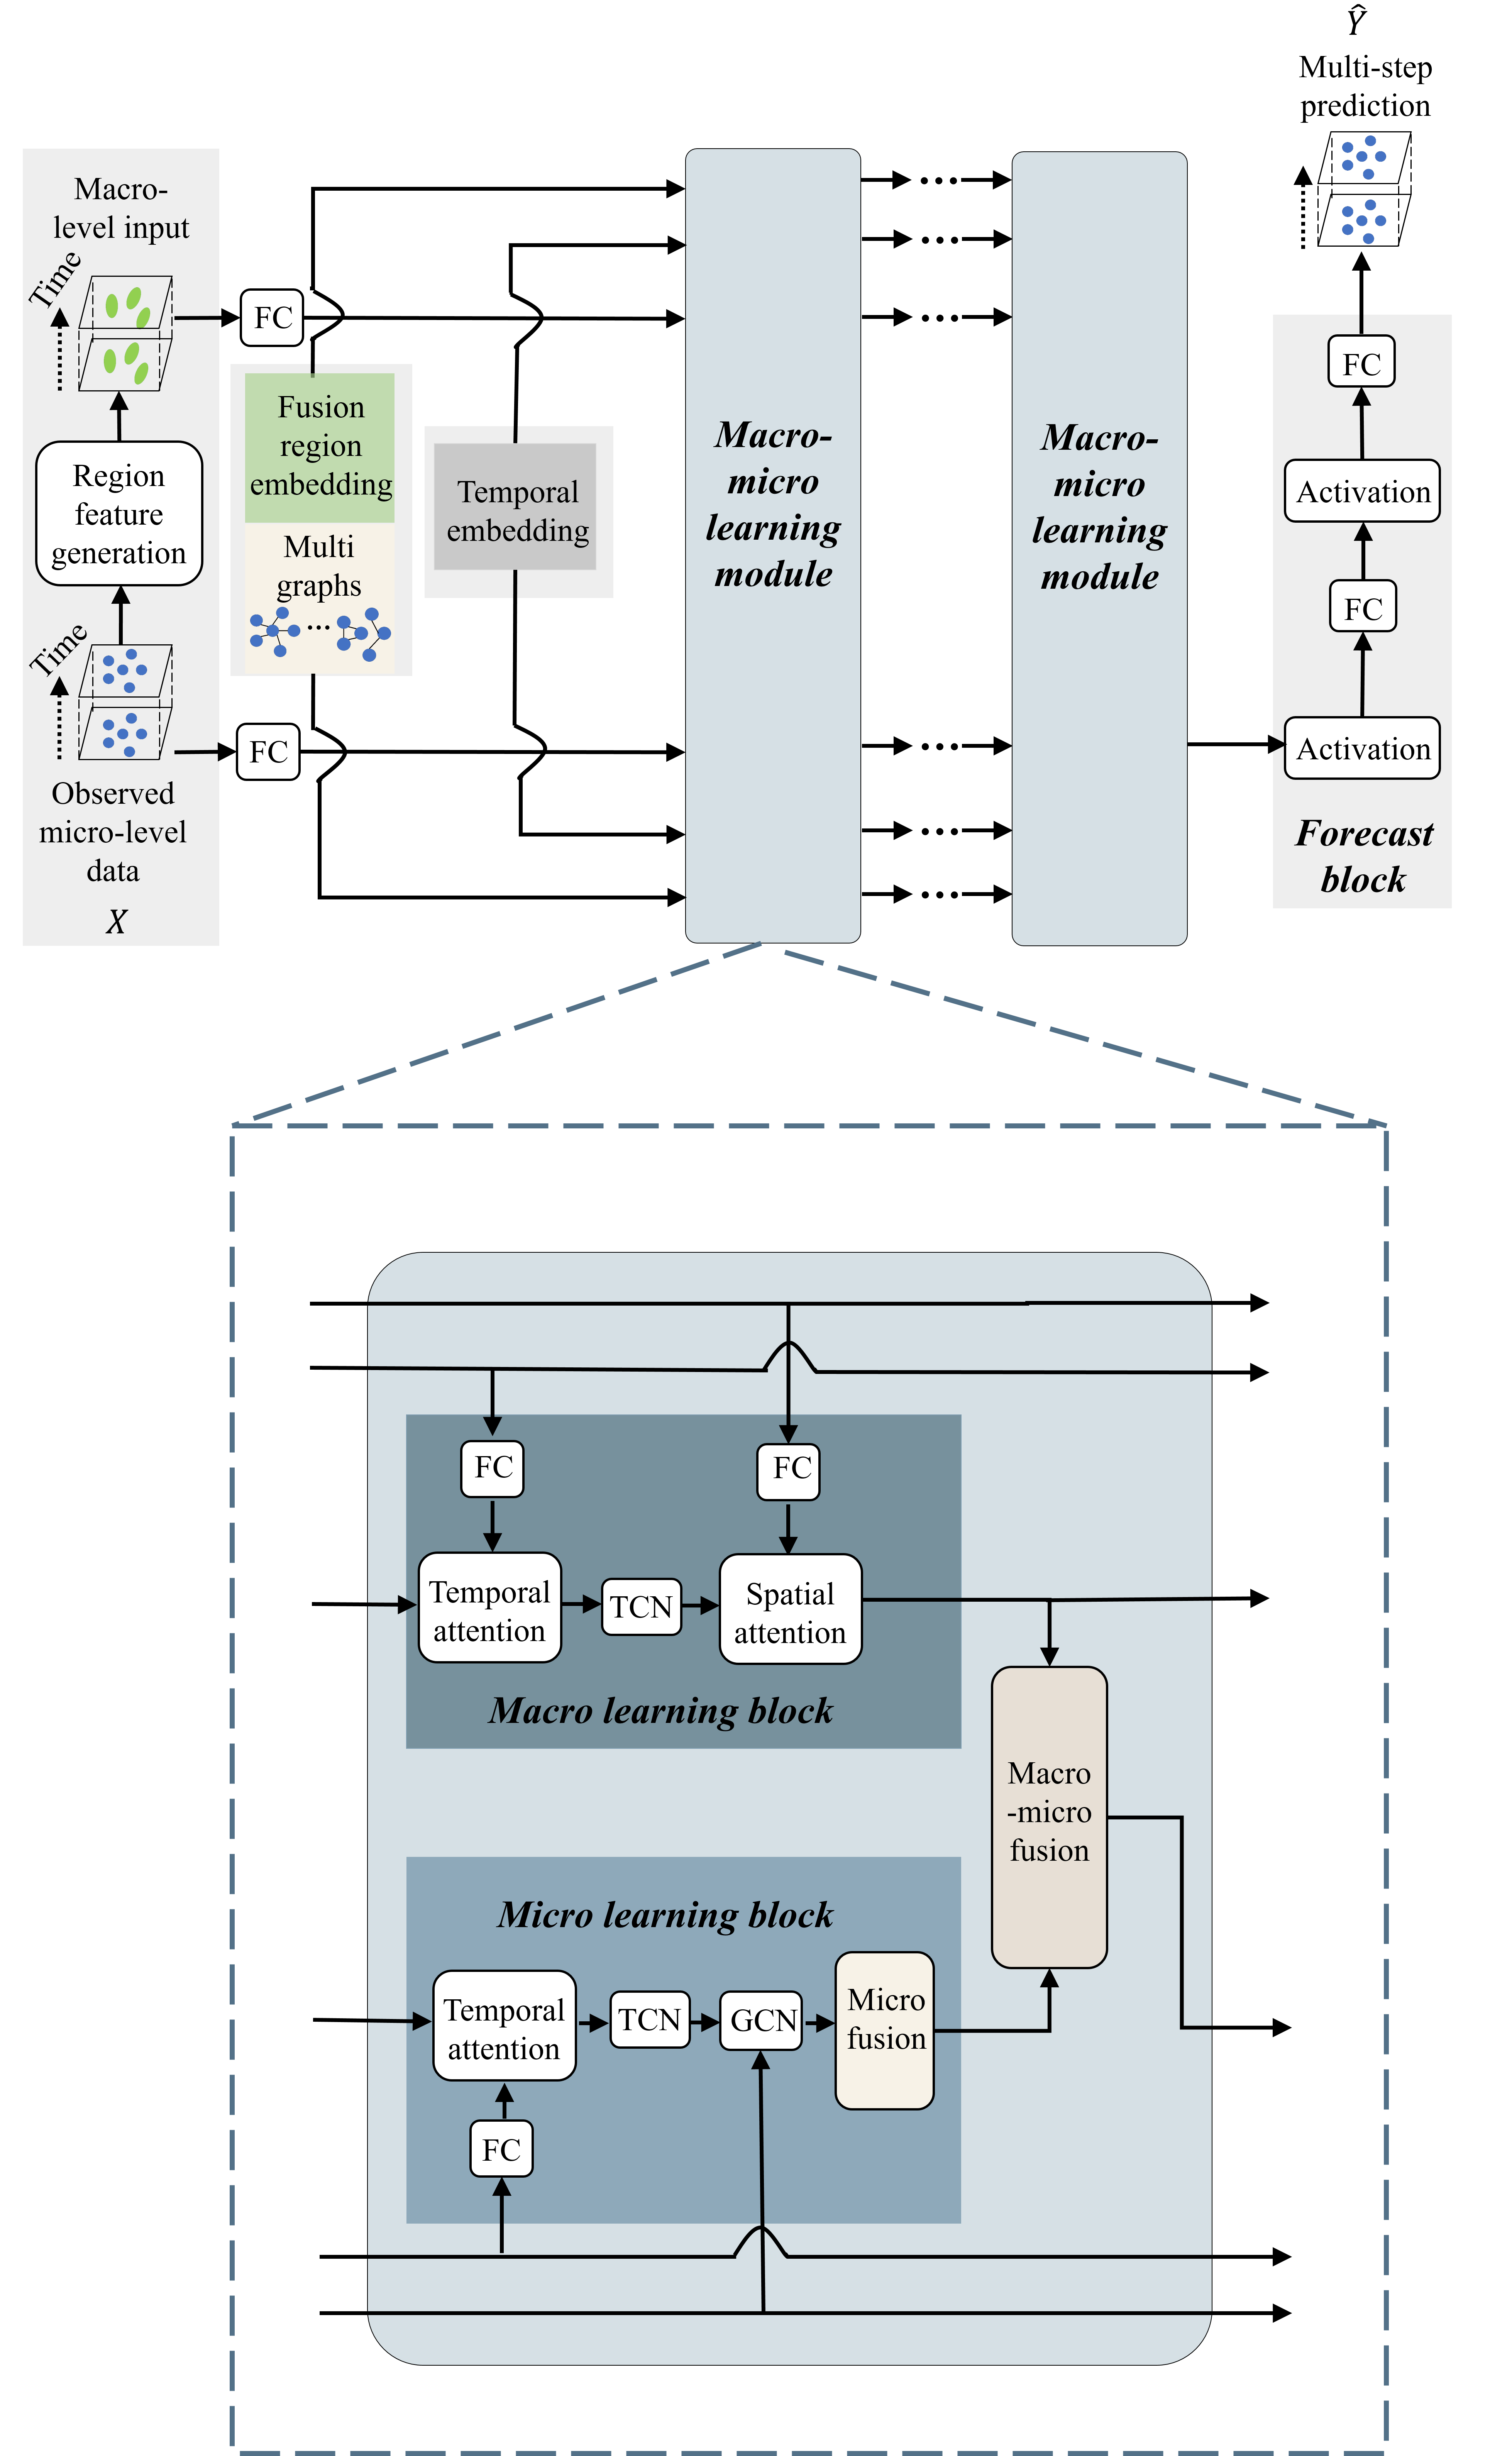 Ŷ
Multi-step
prediction
Macro-
level input
Time
FC
Region
feature
generation
Time
FC
Observed
micro-level
data
X
Fusion
region
embedding
Multi
graphs
...
Temporal
embedding
Macro-
micro
learning
module
...
...
...
...
...
...
Macro-
micro
learning
module
FC
Activation
FC
Activation
Forecast
block
FC
FC
Temporal
attention
TCN
Spatial
attention
Macro learning block
Macro
-micro
fusion
Micro learning block
Temporal
attention
TCN
GCN
Micro
fusion
FC